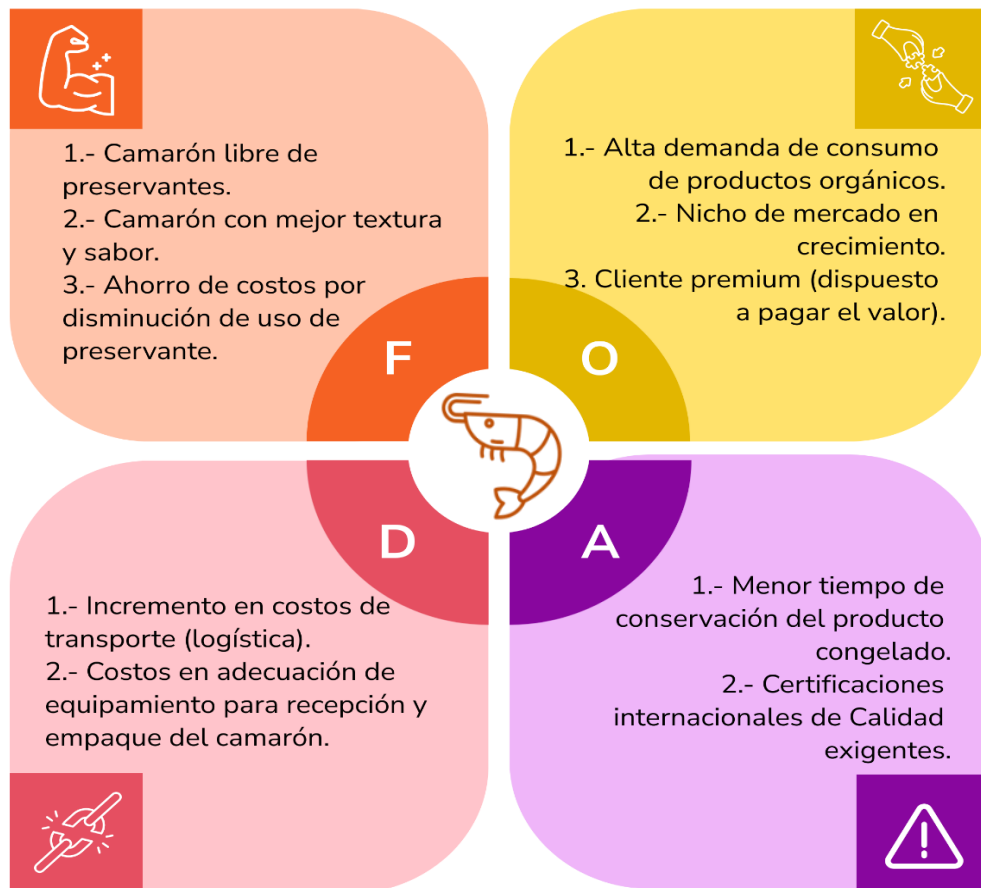 1.- Camarón libre de
preservantes.
2.- Camarón con mejor textura
y sabor.
3.- Ahorro de costos por
disminución de uso de
preservante.
F
1.- Alta demanda de consumo
de productos orgánicos.
2.- Nicho de mercado en
crecimiento.
3. Cliente premium (dispuesto
a pagar el valor).
O
D
1.- Incremento en costos de
transporte (logística).
2.- Costos en adecuación de
equipamiento para recepción y
empaque del camarón.
A
1.- Menor tiempo de
conservación del producto
congelado.
2.- Certificaciones
internacionales de Calidad
exigentes.